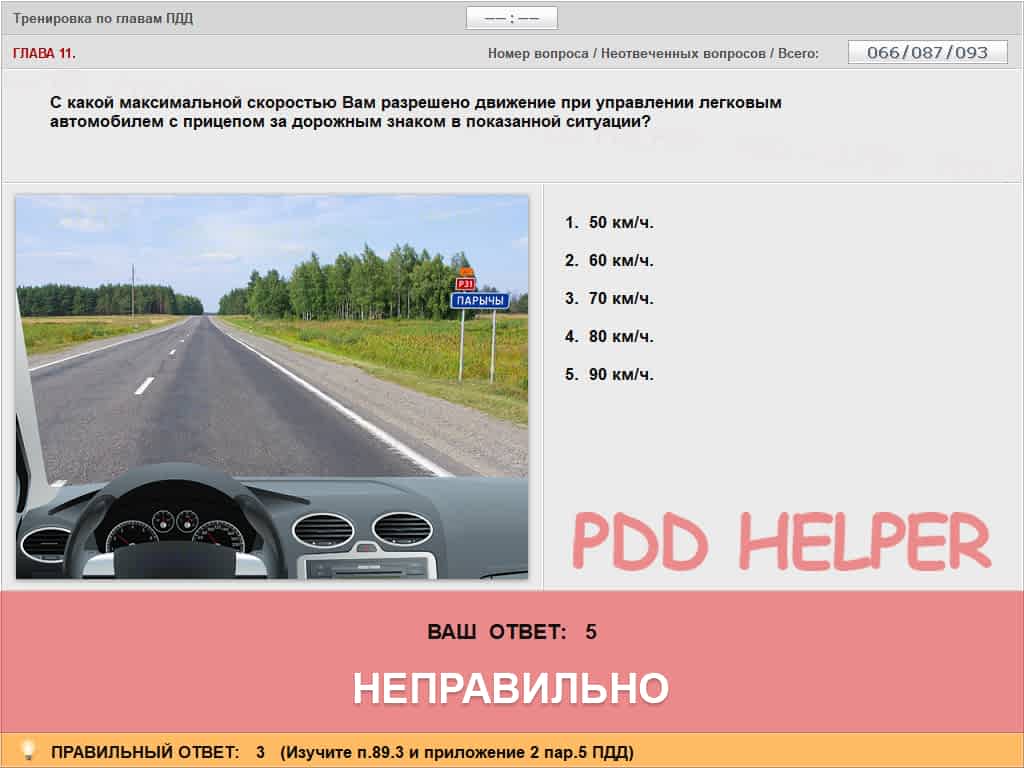 Тренировка по главам ПДД
—— : ——
ГЛАВА 11.
Номер вопроса / Неотвеченных вопросов / Всего:
066/087/093
С какой максимальной скоростью Вам разрешено движение при управлении легковым
автомобилем с прицепом за дорожным знаком в показанной ситуации?
P31
ПАРЫЧЫ
1. 50 км/ч.
2. 60 км/ч.
3. 70 км/ч.
4. 80 км/ч.
5. 90 км/ч.
PDD HELPER
ВАШ ОТВЕТ: 5
НЕПРАВИЛЬНО
ПРАВИЛЬНЫЙ ОТВЕТ: 3 (Изучите п.89.3 и приложение 2 пар.5 ПДД)